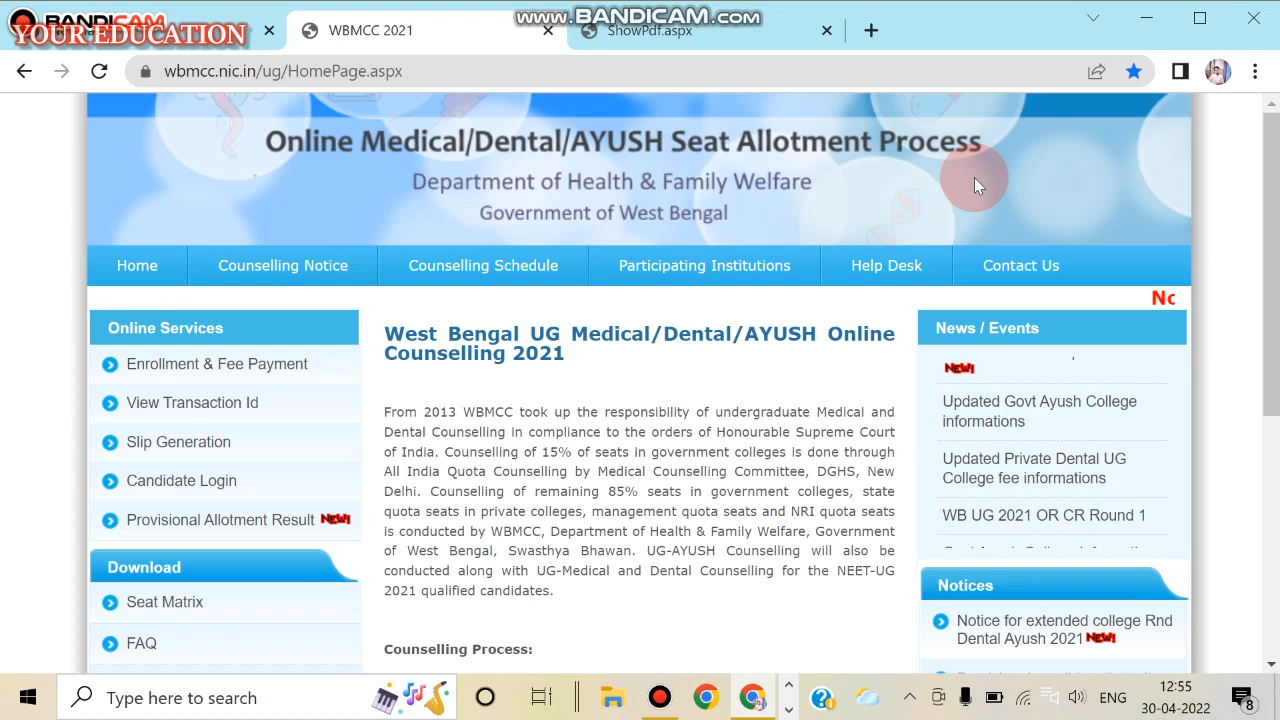 BANDICAM
www.BANDICAM.com
YOUR EDUCATION
WBMCC 2021
ShowPdf.aspx
wbmcc.nic.in/ug/HomePage.aspx
Online Medical/Dental/AYUSH Seat Allotment Process
Department of Health & Family Welfare
Government of West Bengal
Home
Counselling Notice
Counselling Schedule
Participating Institutions
Help Desk
Contact Us
Online Services
Enrollment & Fee Payment
View Transaction Id
Slip Generation
Candidate Login
Provisional Allotment Result NEW!
Download
Seat Matrix
FAQ
West Bengal UG Medical/Dental/AYUSH Online
Counselling 2021
From 2013 WBMCC took up the responsibility of undergraduate Medical and
Dental Counselling in compliance to the orders of Honourable Supreme Court
of India. Counselling of 15% of seats in government colleges is done through
All India Quota Counselling by Medical Counselling Committee, DGHS, New
Delhi. Counselling of remaining 85% seats in government colleges, state
quota seats in private colleges, management quota seats and NRI quota seats
is conducted by WBMCC, Department of Health & Family Welfare, Government
of West Bengal, Swasthya Bhawan. UG-AYUSH Counselling will also be
conducted along with UG-Medical and Dental Counselling for the NEET-UG
2021 qualified candidates.
Counselling Process:
News / Events
NEW!
Updated Govt Ayush College
informations
Updated Private Dental UG
College fee informations
WB UG 2021 OR CR Round 1
Notices
Notice for extended college Rnd
Dental Ayush 2021 NEW!
Type here to search
ENG
12:55
30-04-2022
8